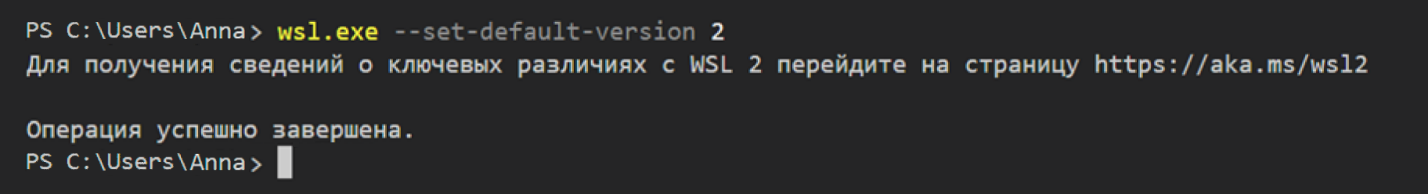 PS C:\Users\Anna> wsl.exe --set-default-version 2
Для получения сведений о ключевых различиях с WSL 2 перейдите на страницу https://aka.ms/wsl2
Операция успешно завершена.
PS C:\Users\Anna>